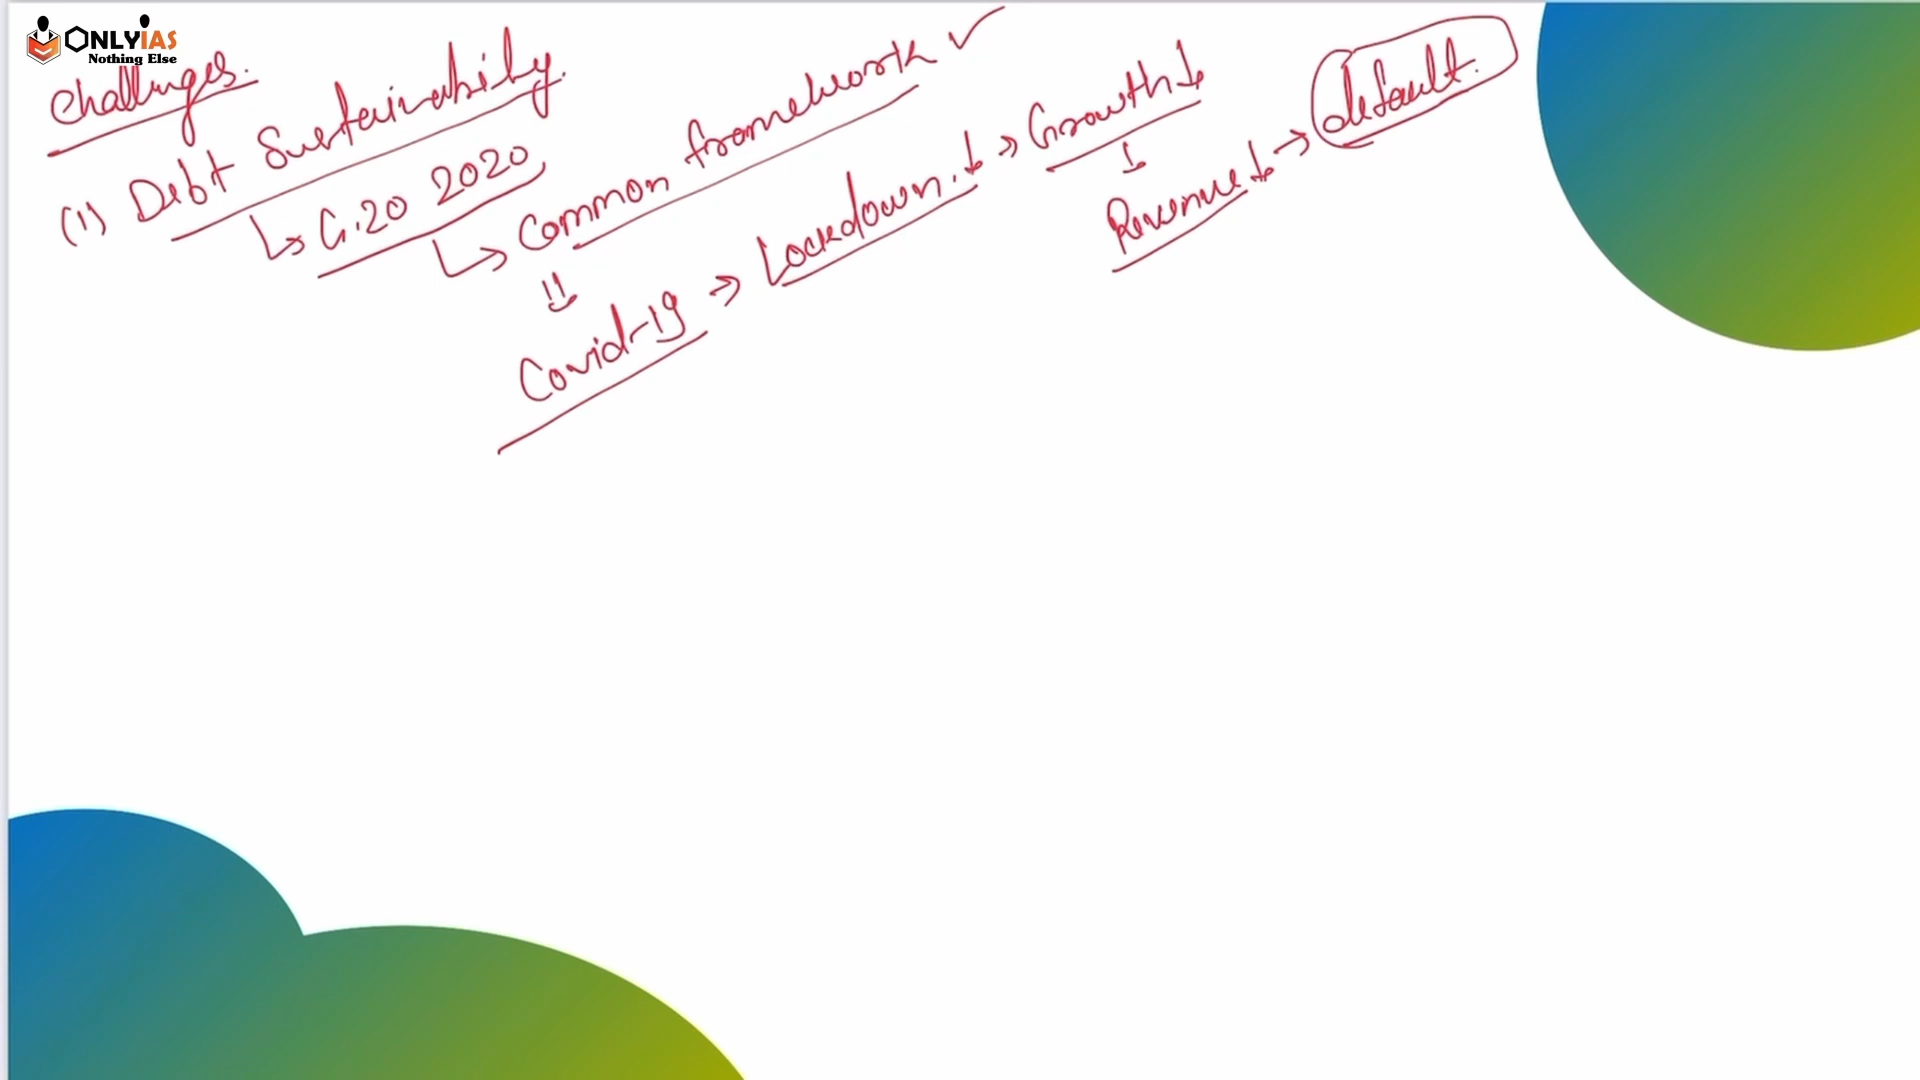 ONLYIAS
Nothing Else
Challenges.
(1) Debt Sustainability.
↳ G.20 2020
↳ Common framework ✓
⇓
Covid-19 → Lockdown.↓ → Growth↓
↓
Revenue↓ → default.